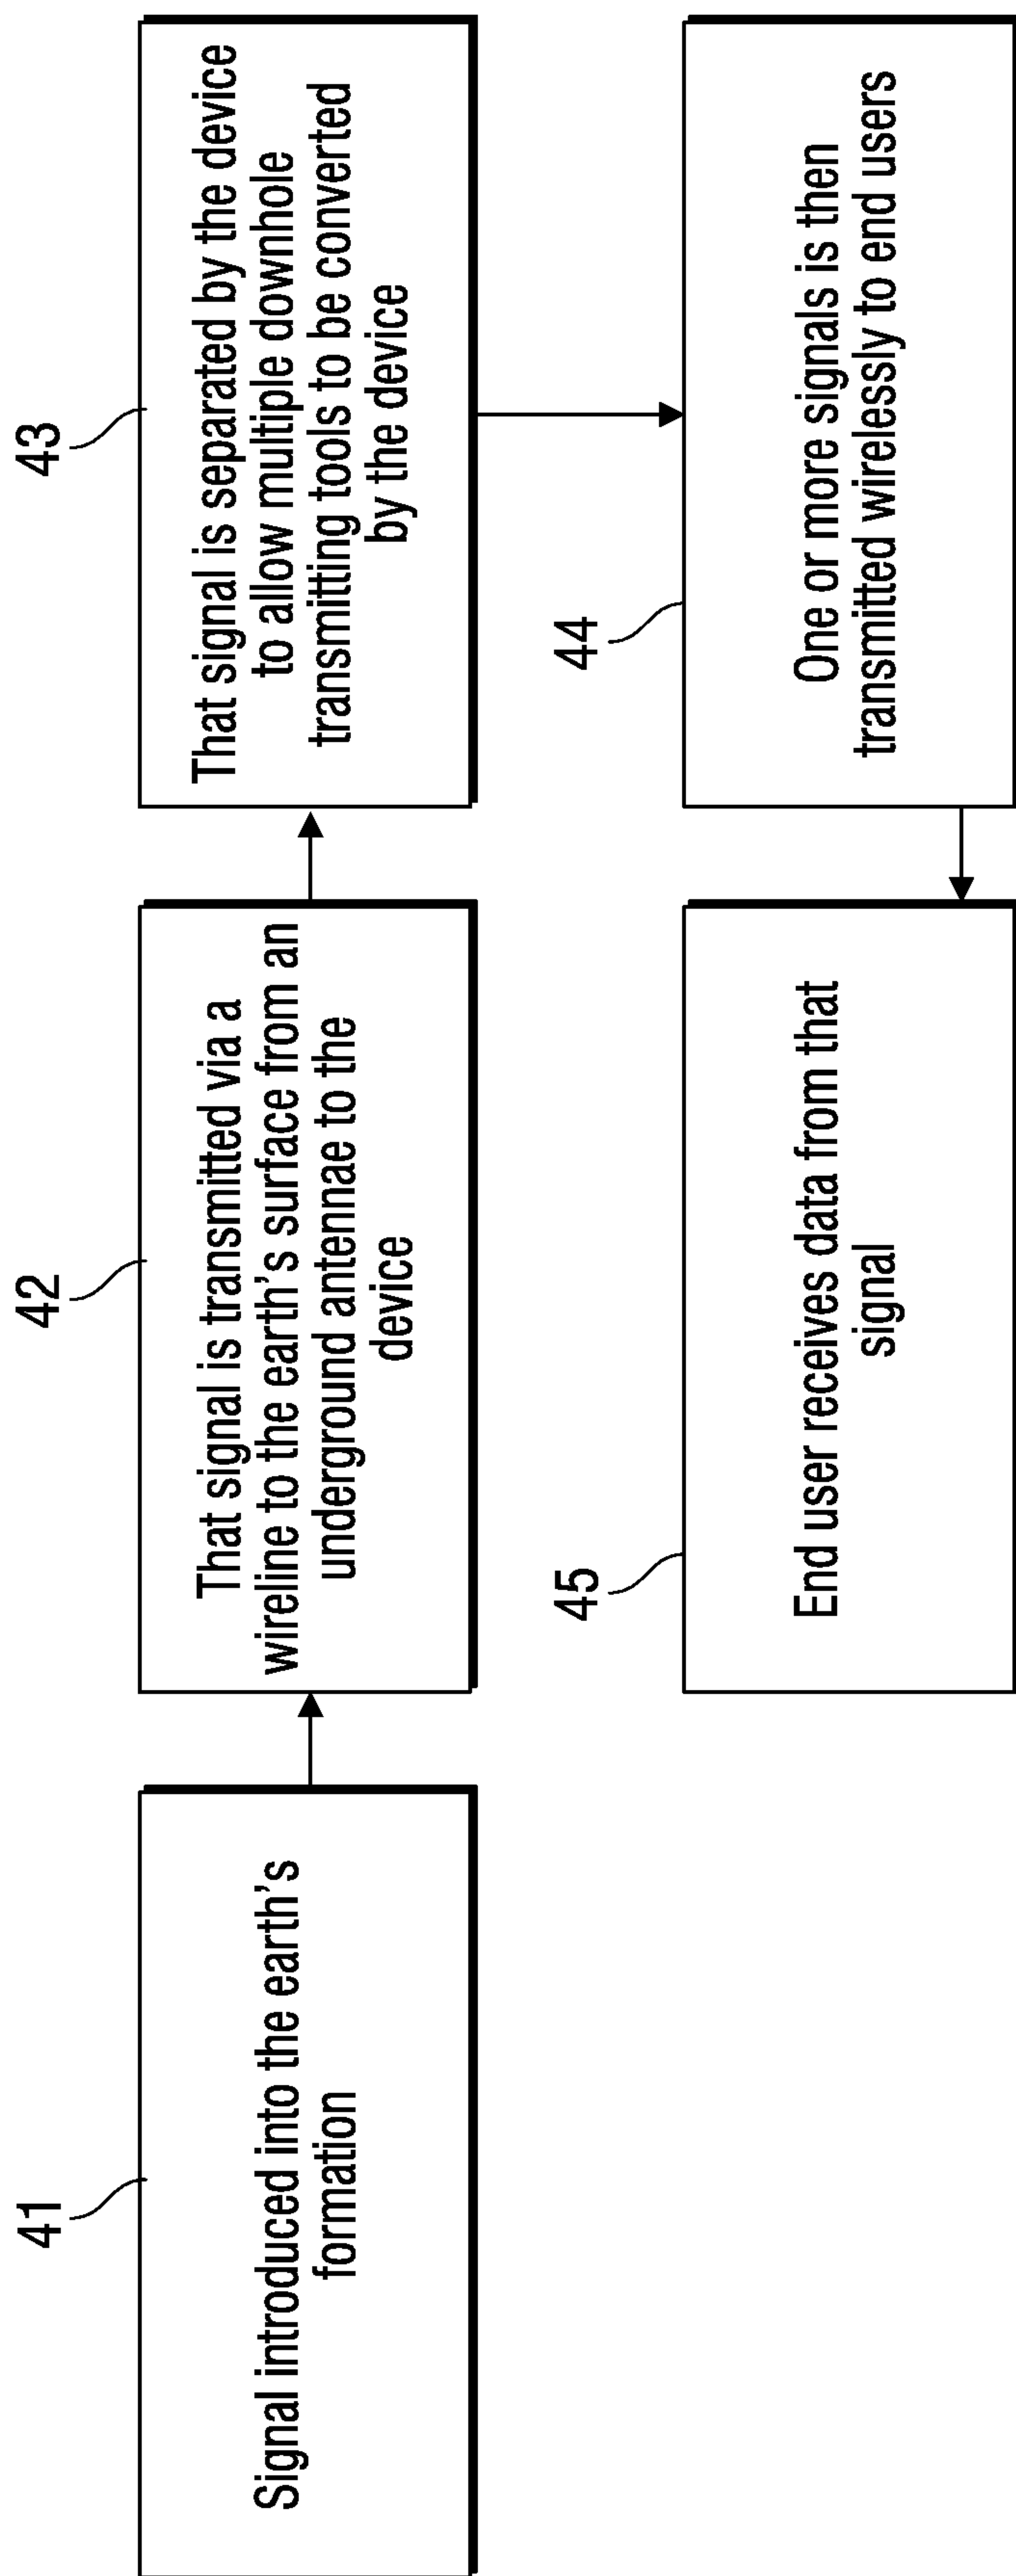 41
Signal introduced into the earth's
formation
42
That signal is transmitted via a
wireline to the earth's surface from an
underground antennae to the
device
43
That signal is separated by the device
to allow multiple downhole
transmitting tools to be converted
by the device
44
One or more signals is then
transmitted wirelessly to end users
45
End user receives data from that
signal